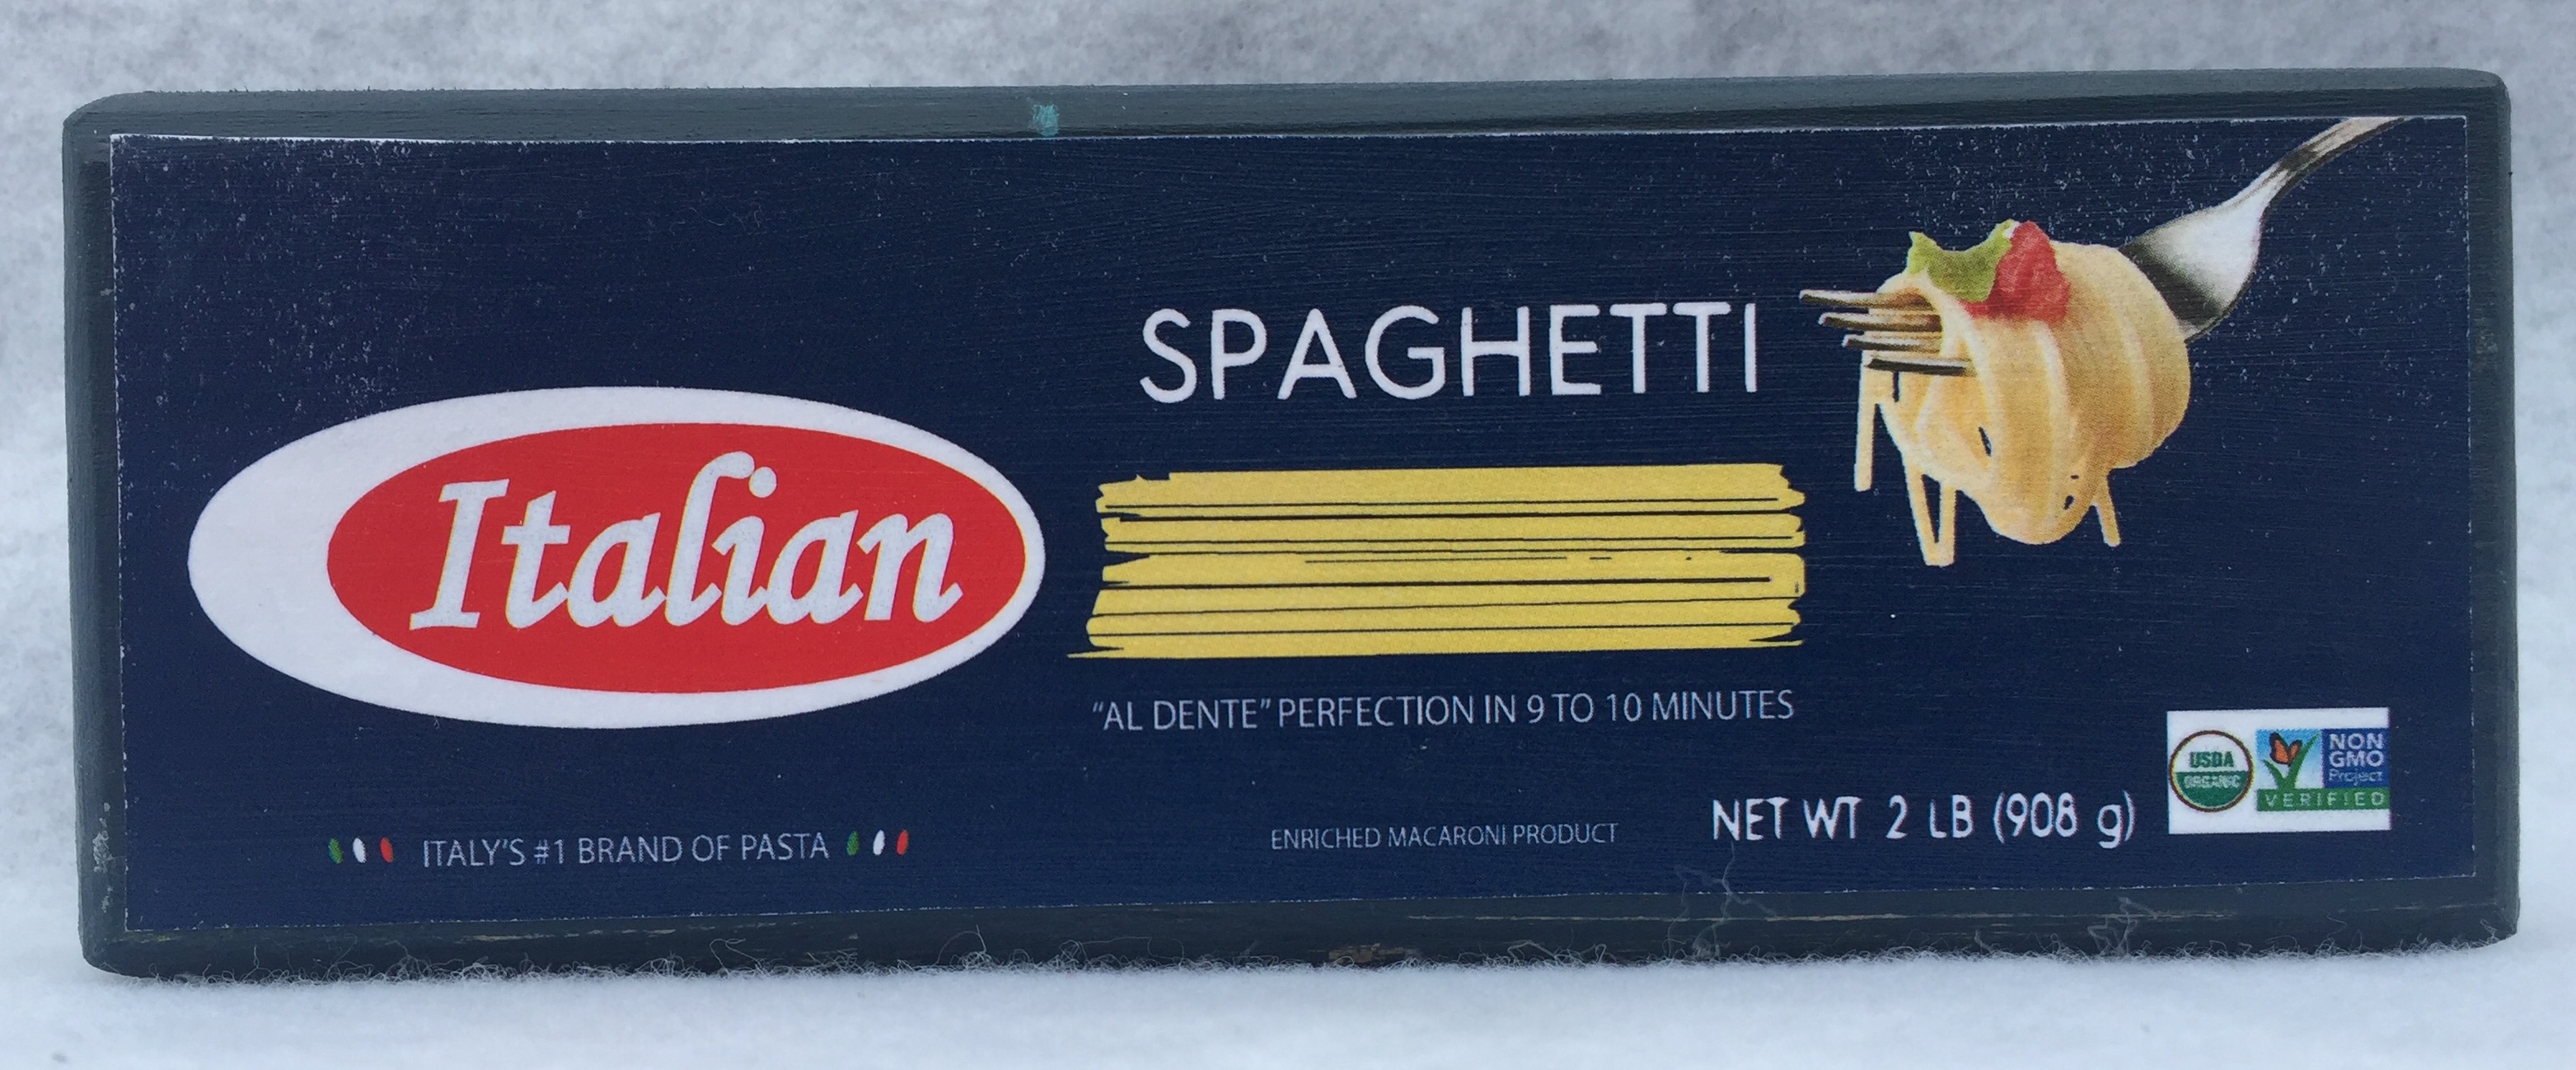 SPAGHETTI
Italian
"AL DENTE" PERFECTION IN 9 TO 10 MINUTES
ITALY'S #1 BRAND OF PASTA
ENRICHED MACARONI PRODUCT
NET WT 2 LB (908 g)
USDA
ORGANIC
NON
GMO
Project
VERIFIED